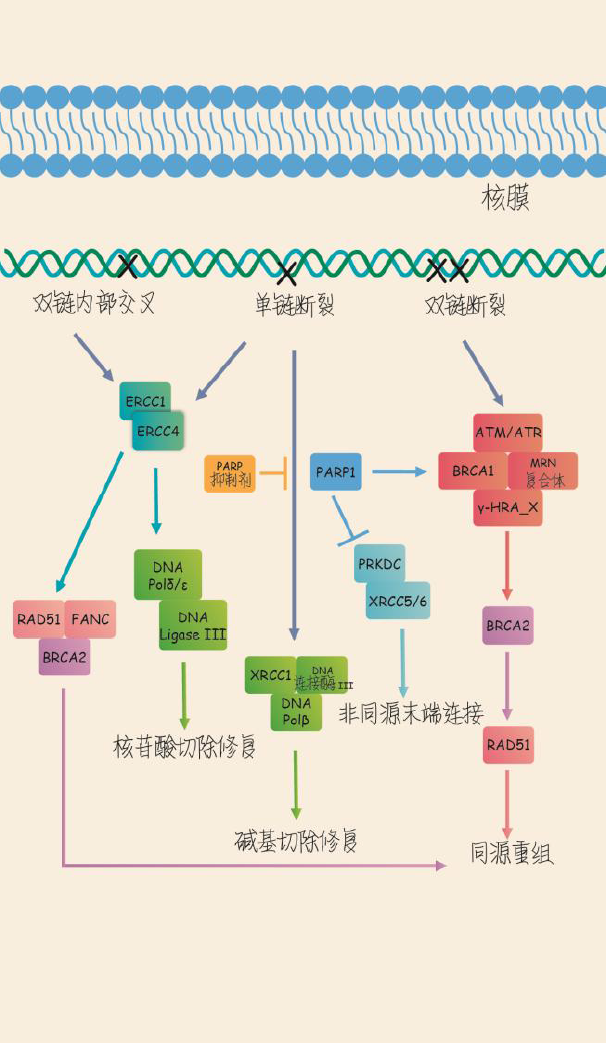 核膜
双链内部交叉
单链断裂
双链断裂
ERCC1
ERCC4
ATM/ATR
BRCA1
MRN
复合体
γ-HRA_X
PARP
抑制剂
PARP1
PRKDC
XRCC5/6
DNA
Polδ/ε
DNA
Ligase III
RAD51
FANC
BRCA2
XRCC1
DNA
连接酶III
DNA
Polβ
BRCA2
RAD51
非同源末端连接
核苷酸切除修复
碱基切除修复
同源重组